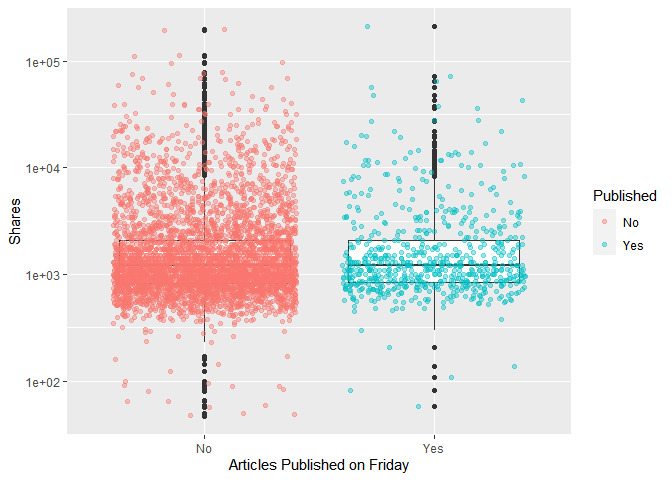 Shares
1e+05
1e+04
1e+03
1e+02
No
Yes
Articles Published on Friday
Published
No
Yes